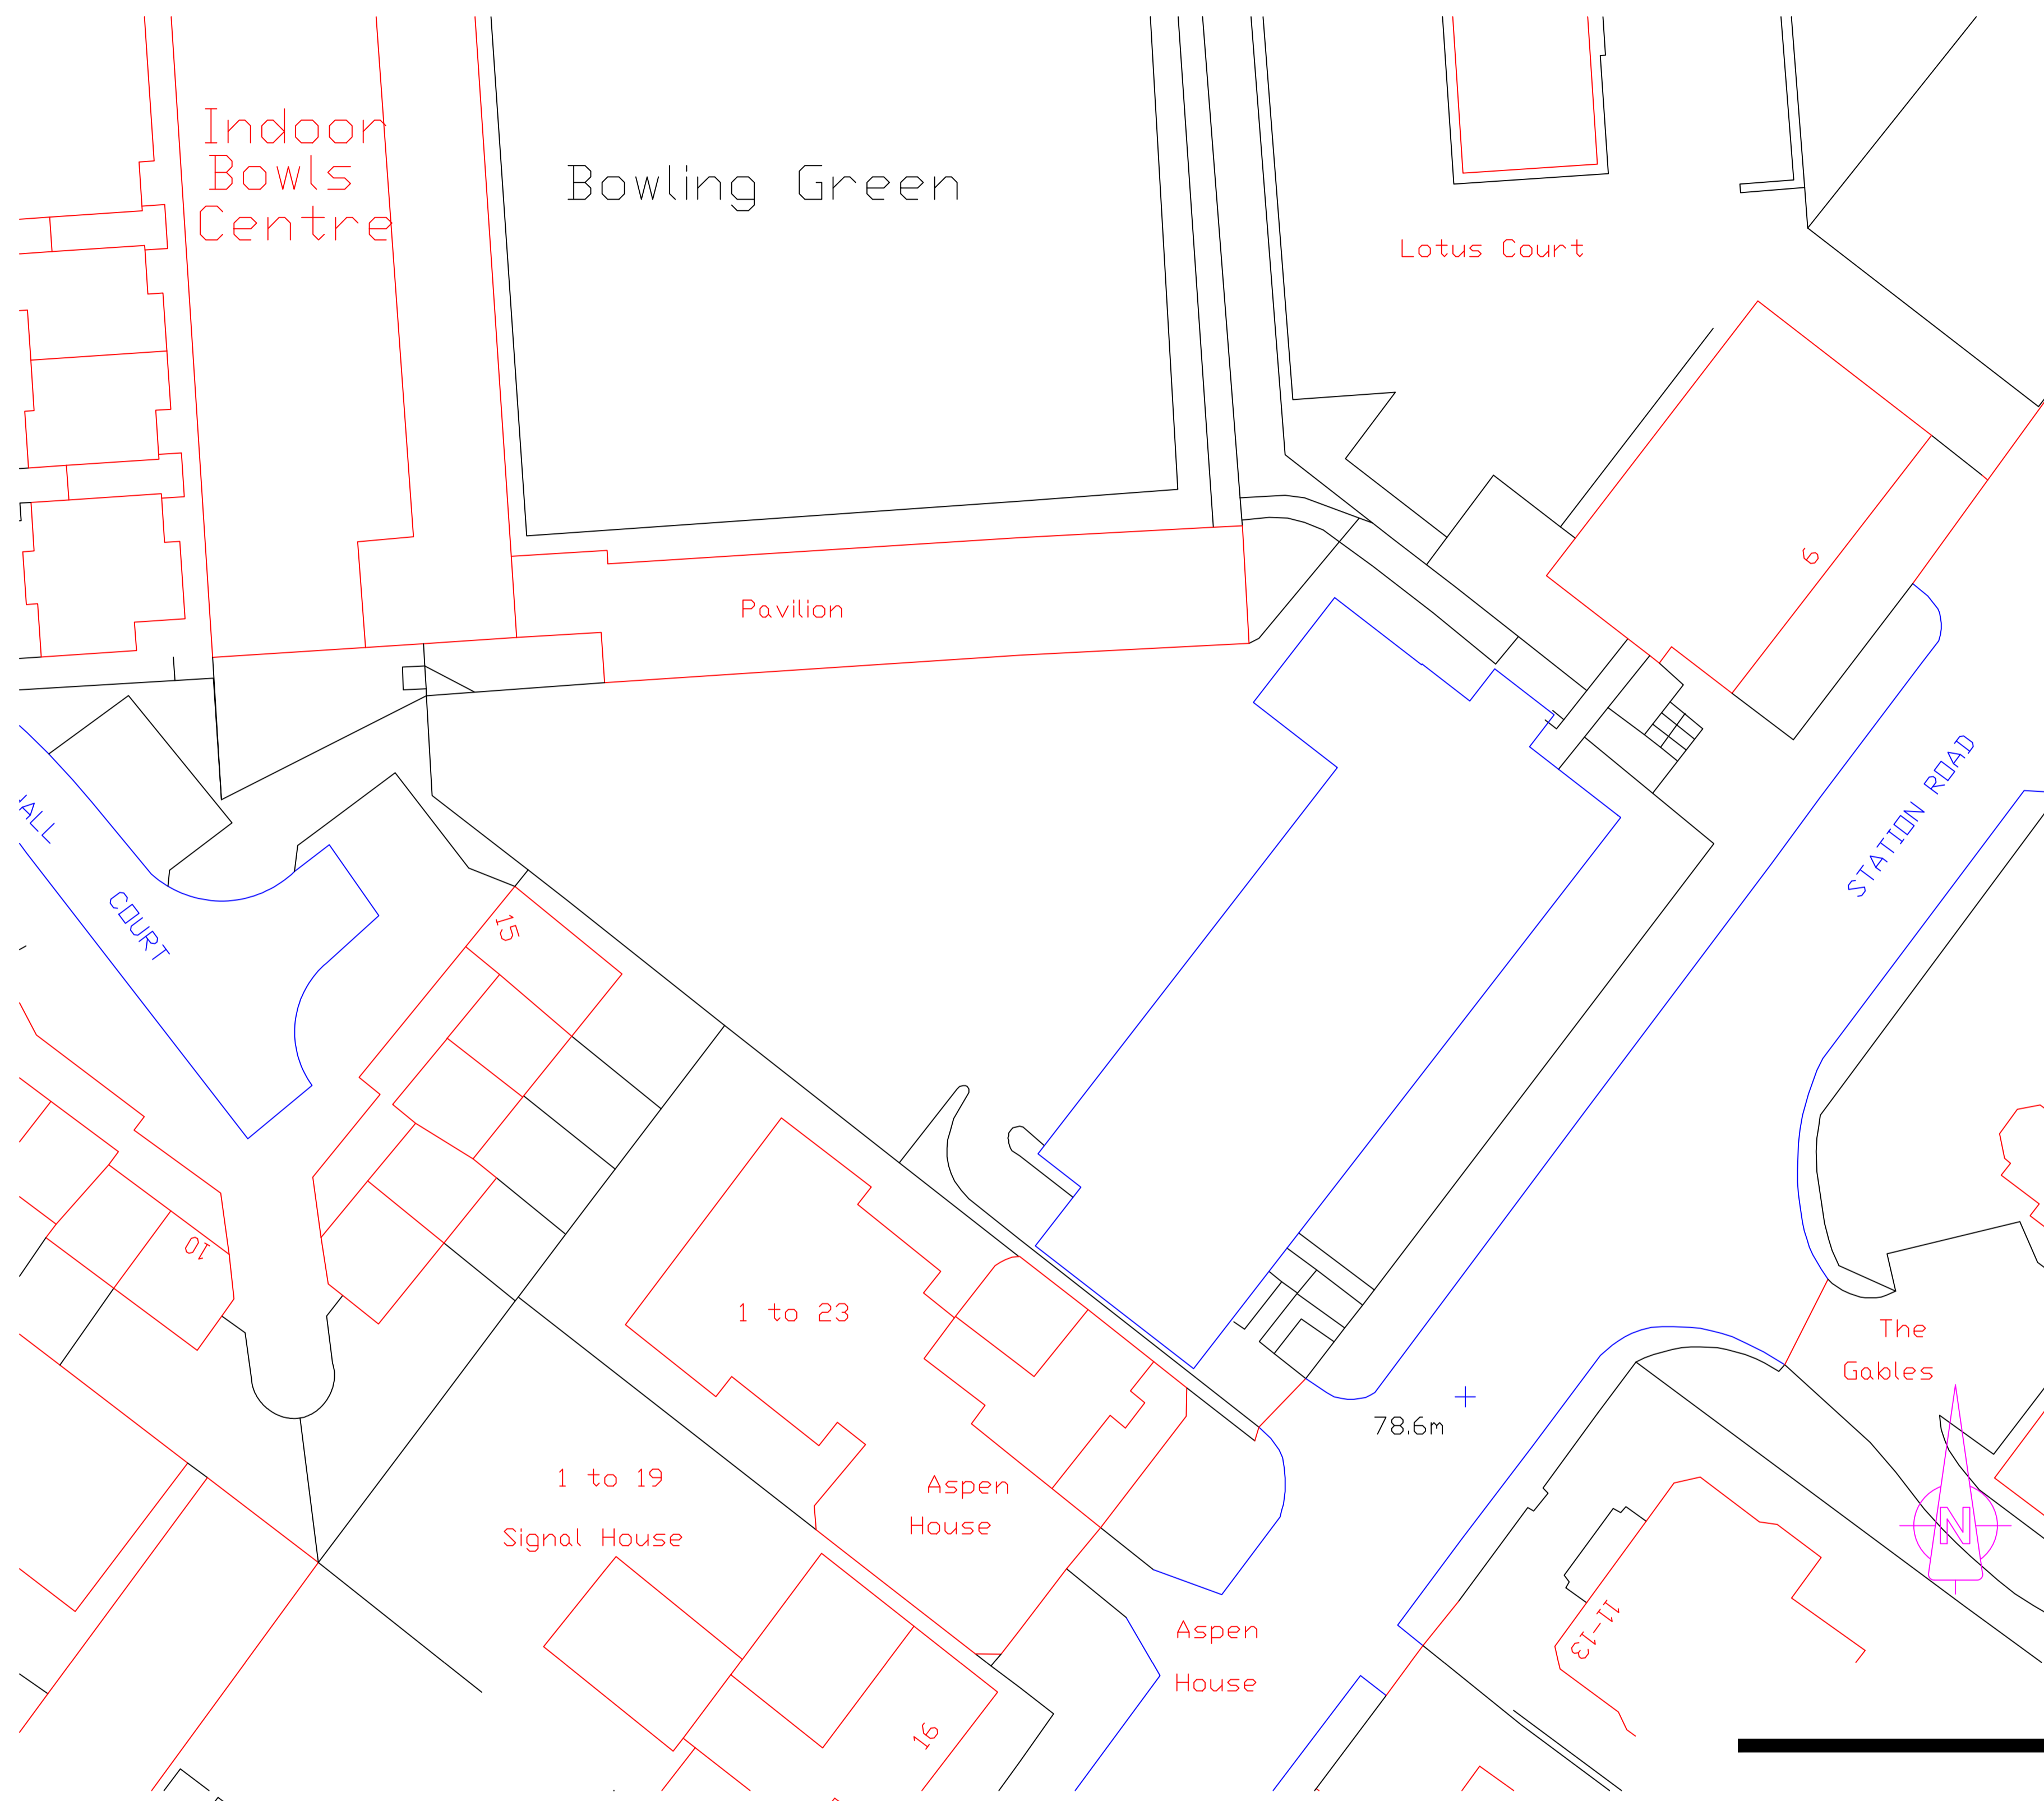 Indoor
Bowls
Centre
Bowling Green
Lotus Court
Pavilion
6
STATION ROAD
ALL
COURT
15
10
1 to 23
The
Gables
78.6m
1 to 19
Signal House
Aspen
House
N
11-13
Aspen
House
16